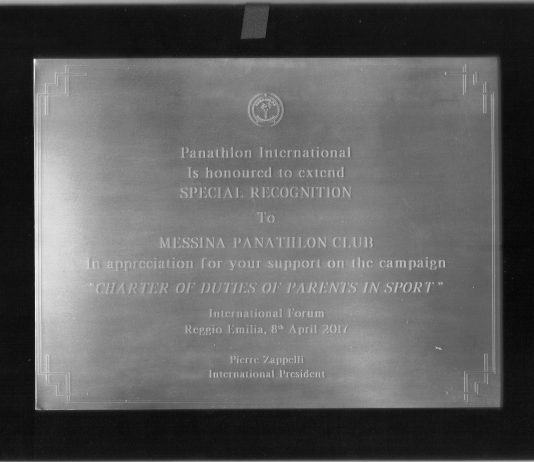 Panathlon International
Is honoured to extend
SPECIAL RECOGNITION
To
MESSINA PANATHLON CLUB
In appreciation for your support on the campaign
"CHARTER OF DUTIES OF PARENTS IN SPORT"
International Forum
Reggio Emilia, 8th April 2017
Pierre Zappelli
International President